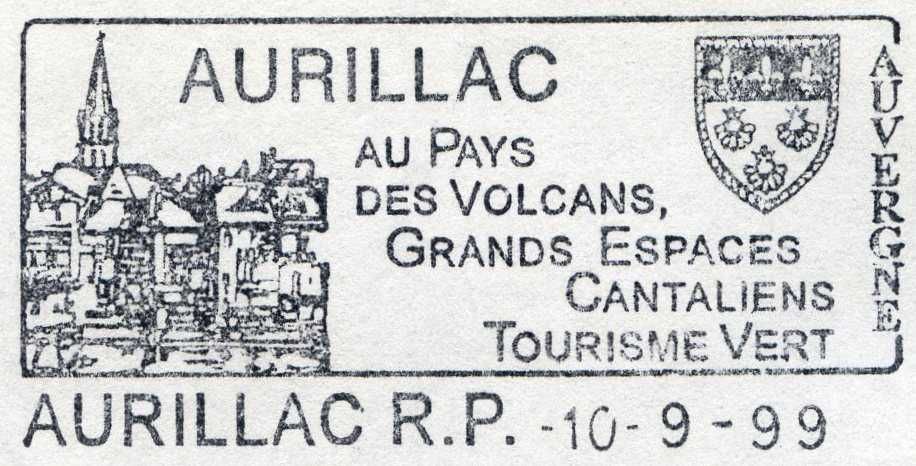 AURILLAC
AU PAYS
DES VOLCANS,
GRANDS ESPACES
CANTALIENS
TOURISME VERT
AUVERGNE
AURILLAC R.P. -10-9-99